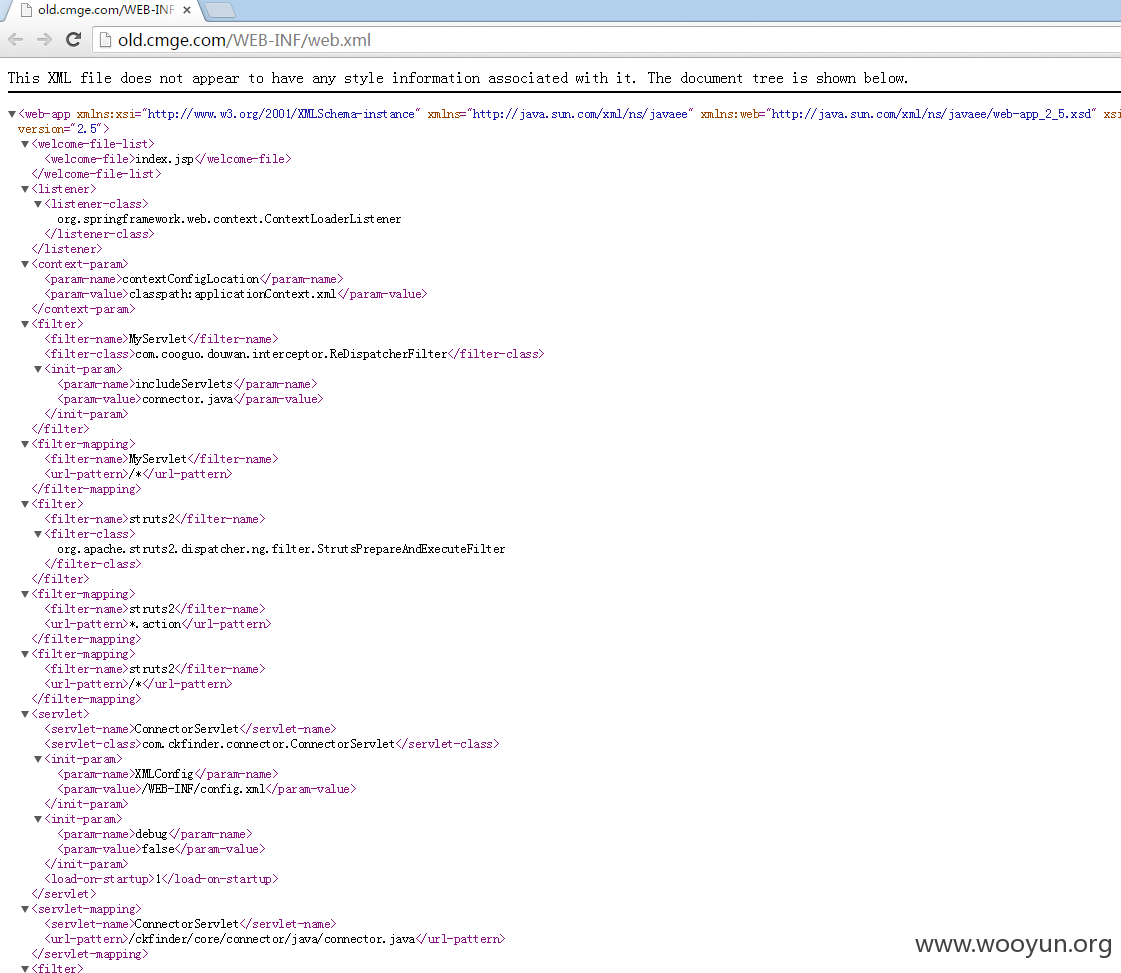 old.cmge.com/WEB-INF
old.cmge.com/WEB-INF/web.xml
This XML file does not appear to have any style information associated with it. The document tree is shown below.
▼<web-app xmlns:xsi="http://www.w3.org/2001/XMLSchema-instance" xmlns="http://java.sun.com/xml/ns/javaee" xmlns:web="http://java.sun.com/xml/ns/javaee/web-app_2_5.xsd" xsi
version="2.5">
▼<welcome-file-list>
<welcome-file>index.jsp</welcome-file>
</welcome-file-list>
▼<listener>
▼<listener-class>
org.springframework.web.context.ContextLoaderListener
</listener-class>
</listener>
▼<context-param>
<param-name>contextConfigLocation</param-name>
<param-value>classpath:applicationContext.xml</param-value>
</context-param>
▼<filter>
<filter-name>MyServlet</filter-name>
<filter-class>com.cooguo.douwan.interceptor.ReDispatcherFilter</filter-class>
▼<init-param>
<param-name>includeServlets</param-name>
<param-value>connector.java</param-value>
</init-param>
</filter>
▼<filter-mapping>
<filter-name>MyServlet</filter-name>
<url-pattern>/*</url-pattern>
</filter-mapping>
▼<filter>
<filter-name>struts2</filter-name>
▼<filter-class>
org.apache.struts2.dispatcher.ng.filter.StrutsPrepareAndExecuteFilter
</filter-class>
</filter>
▼<filter-mapping>
<filter-name>struts2</filter-name>
<url-pattern>*.action</url-pattern>
</filter-mapping>
▼<filter-mapping>
<filter-name>struts2</filter-name>
<url-pattern>/*</url-pattern>
</filter-mapping>
▼<servlet>
<servlet-name>ConnectorServlet</servlet-name>
<servlet-class>com.ckfinder.connector.ConnectorServlet</servlet-class>
▼<init-param>
<param-name>XMLConfig</param-name>
<param-value>/WEB-INF/config.xml</param-value>
</init-param>
▼<init-param>
<param-name>debug</param-name>
<param-value>false</param-value>
</init-param>
<load-on-startup>1</load-on-startup>
</servlet>
▼<servlet-mapping>
<servlet-name>ConnectorServlet</servlet-name>
<url-pattern>/ckfinder/core/connector/java/connector.java</url-pattern>
</servlet-mapping>
▼<filter>
www.wooyun.org